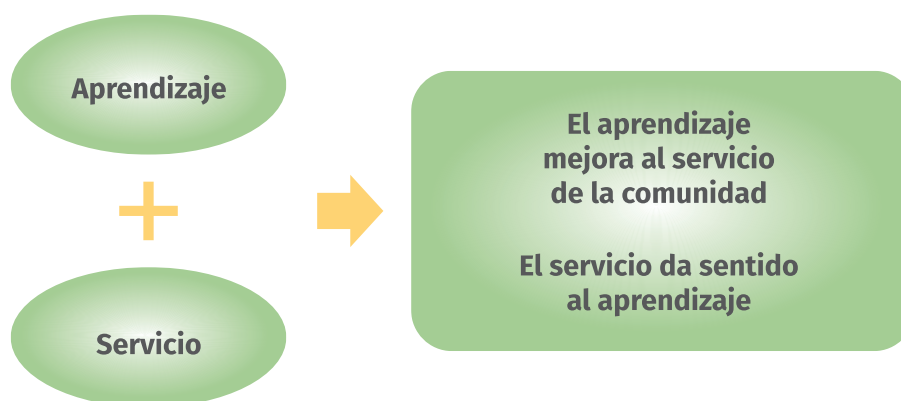 Aprendizaje
+
Servicio
El aprendizaje
mejora al servicio
de la comunidad
El servicio da sentido
al aprendizaje